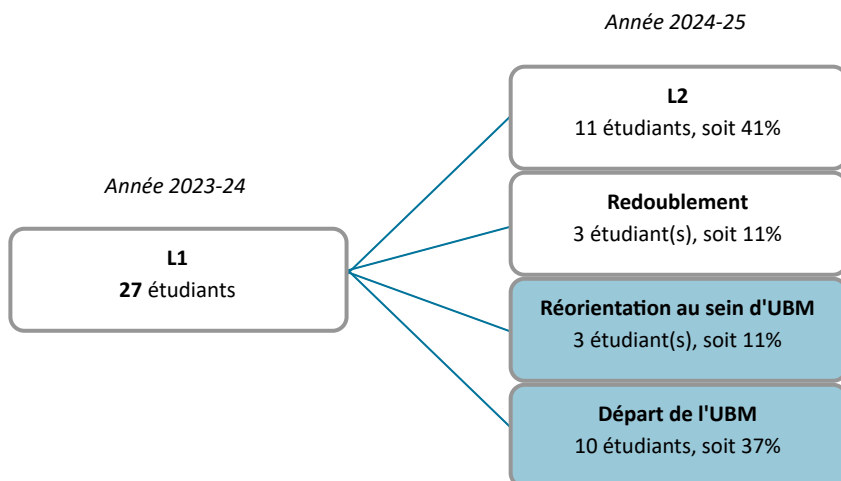 Année 2024-25
L2
11 étudiants, soit 41%
Année 2023-24
Redoublement
3 étudiant(s), soit 11%
L1
27 étudiants
Réorientation au sein d'UBM
3 étudiant(s), soit 11%
Départ de l'UBM
10 étudiants, soit 37%